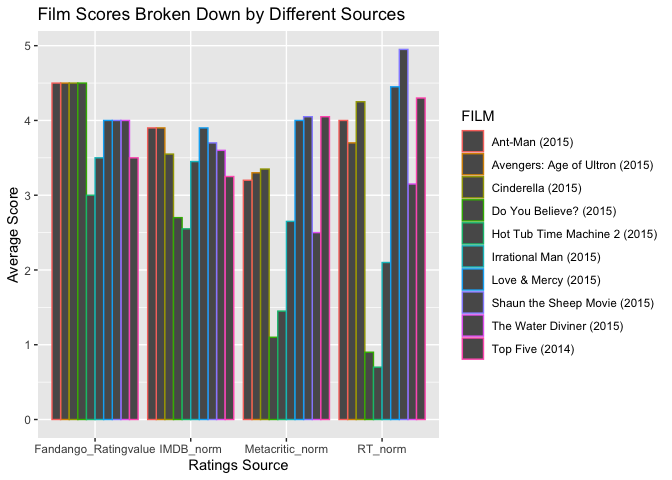 Film Scores Broken Down by Different Sources
5
4
3
2
1
0
Average Score
Fandango_Ratingvalue IMDB_norm Metacritic_norm RT_norm
Ratings Source
FILM
Ant-Man (2015)
Avengers: Age of Ultron (2015)
Cinderella (2015)
Do You Believe? (2015)
Hot Tub Time Machine 2 (2015)
Irrational Man (2015)
Love & Mercy (2015)
Shaun the Sheep Movie (2015)
The Water Diviner (2015)
Top Five (2014)